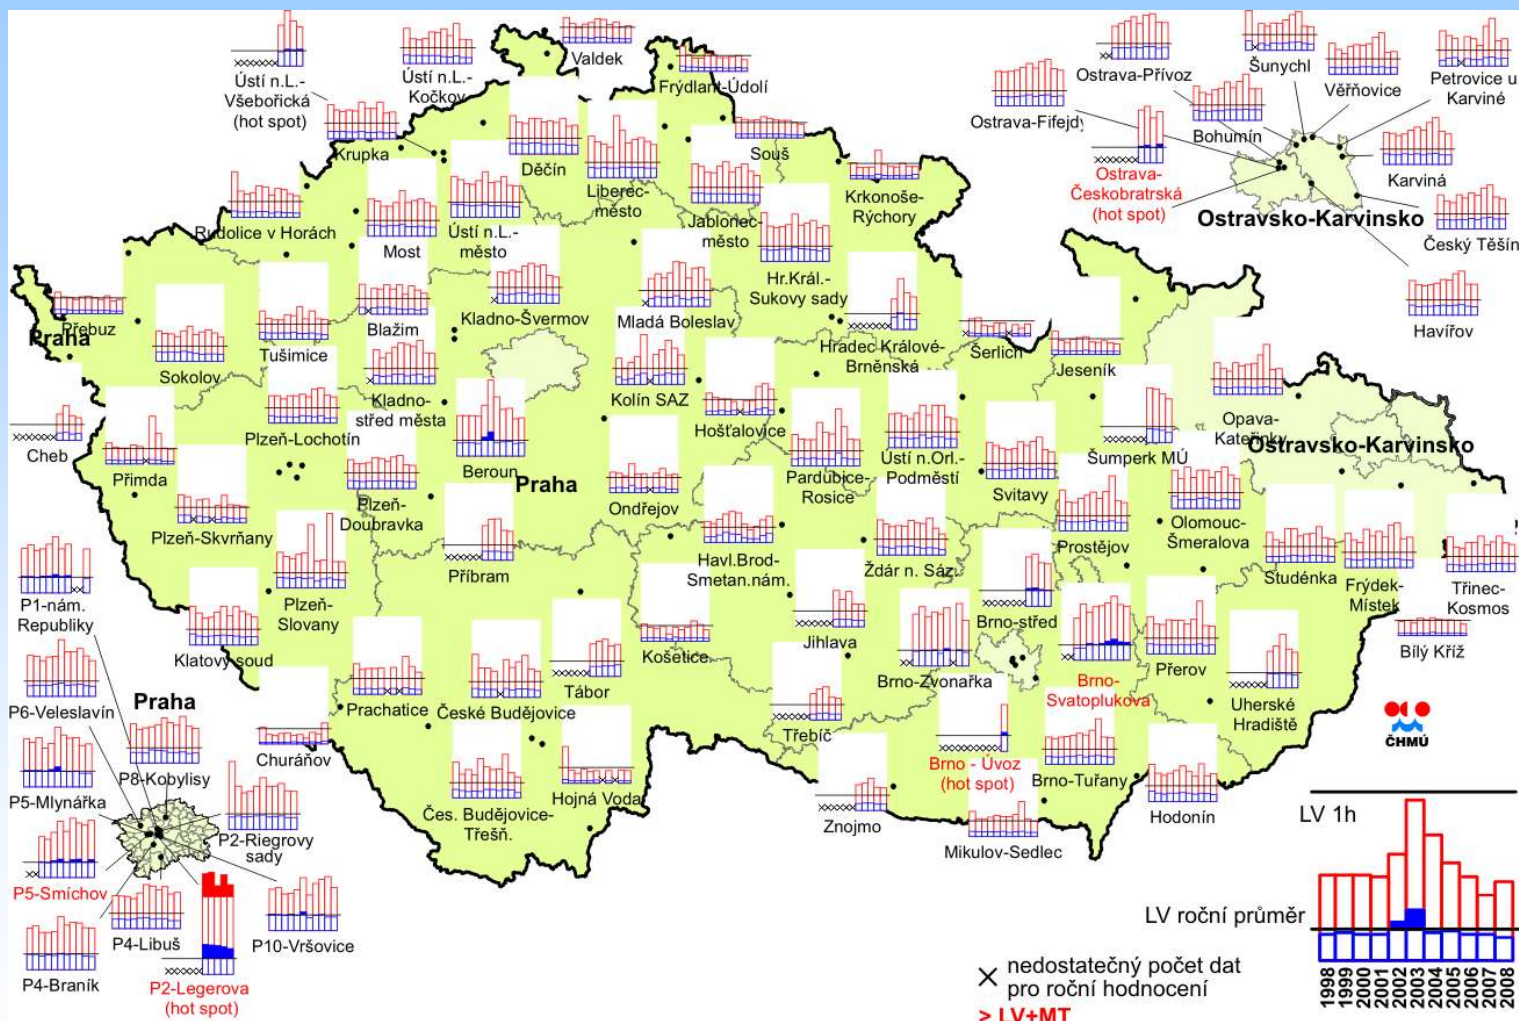 Ústí n.L.-
Všebořická
(hot spot)
Ústí n.L.-
Kočkov
Valdek
Frýdlant-Údolí
Ostrava-Přívoz
Šunychl
Věřňovice
Petrovice u
Karviné
Ostrava-Fifejdy
Bohumín
Krupka
Děčín
Liberec-
město
Souš
Jablonec-
město
Krkonoše-
Rýchory
Ostrava-
Českobratrská
(hot spot)
Karviná
Ostravsko-Karvinsko
Český Těšín
Havířov
Rudolice v Horách
Most
Ústí n.L.-
město
Hr.Král.-
Sukovy sady
Přebuz
Praha
Sokolov
Tušimice
Blažim
Kladno-Švermov
Mladá Boleslav
Hradec Králové-
Brněnská
Šerlich
Jeseník
Kladno-
střed města
Kolín SAZ
Hošťalovice
Opava-
Kateřinky
Cheb
Přimda
Plzeň-Lochotín
Beroun
Praha
Ústí n.Orl.-
Podměstí
Pardubice-
Rosice
Svitavy
Šumperk MÚ
Ostravsko-Karvinsko
Plzeň-Skvrňany
Plzeň-
Doubravka
Ondřejov
Prostějov
Olomouc-
Šmeralova
Příbram
Havl.Brod-
Smetan.nám.
Ždár n. Sáz.
Studénka
Frýdek-
Místek
Třinec-
Kosmos
P1-nám.
Republiky
Plzeň-
Slovany
Klatovy soud
Košetice
Jihlava
Brno-střed
Bílý Kříž
Tábor
Brno-Zvonařka
Brno-
Svatoplukova
Přerov
Uherské
Hradiště
P6-Veleslavín
Praha
Prachatice
České Budějovice
Třebíč
P8-Kobylisy
Churáňov
Brno - Úvoz
(hot spot)
Brno-Tuřany
ČHMÚ
P5-Mlynářka
Čes. Budějovice-
Třešň.
Hojná Voda
Znojmo
Mikulov-Sedlec
Hodonín
P2-Riegrovy
sady
P5-Smíchov
P4-Libuš
P10-Vršovice
P4-Braník
P2-Legerova
(hot spot)
LV 1h
LV roční průměr
1998 1999 2000 2001 2002 2003 2004 2005 2006 2007 2008
nedostatečný počet dat
pro roční hodnocení
> LV+MT